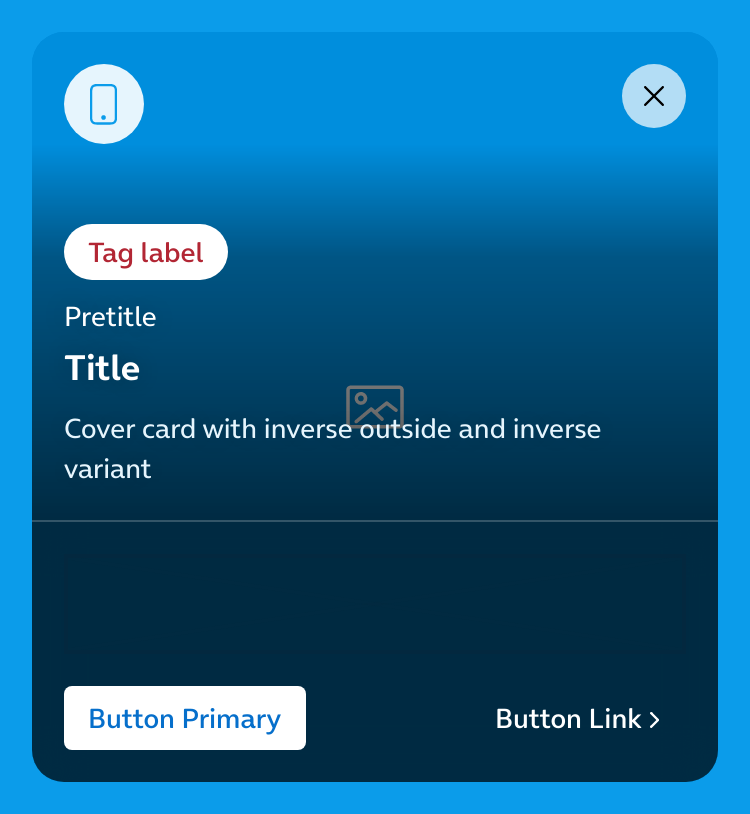 Tag label
Pretitle
Title
Cover card with inverse outside and inverse
variant
Button Primary
Button Link